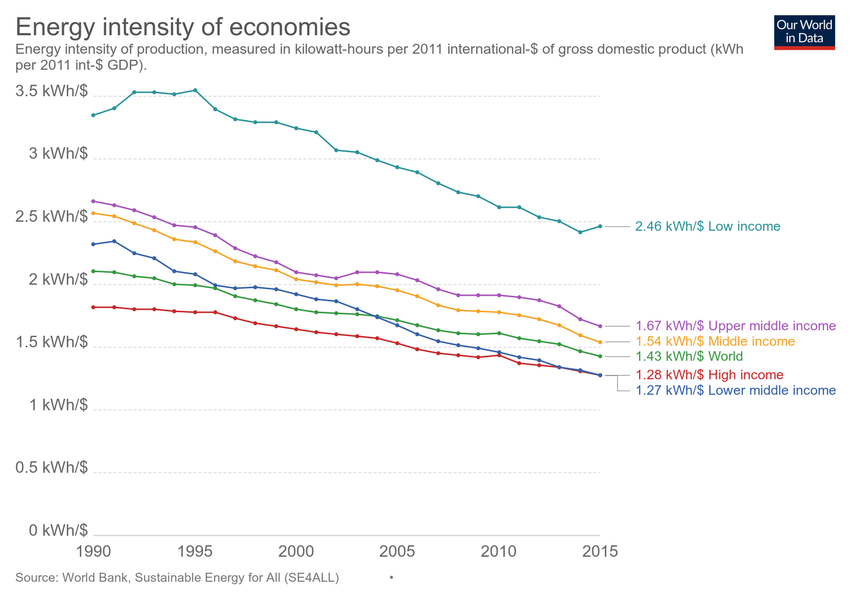 Energy intensity of economies
Our World
in Data
Energy intensity of production, measured in kilowatt-hours per 2011 international-$ of gross domestic product (kWh
per 2011 int-$ GDP).
3.5 kWh/$
3 kWh/$
2.5 kWh/$
2 kWh/$
1.5 kWh/$
1 kWh/$
0.5 kWh/$
0 kWh/$
2.46 kWh/$ Low income
1.67 kWh/$ Upper middle income
1.54 kWh/$ Middle income
1.43 kWh/$ World
1.28 kWh/$ High income
1.27 kWh/$ Lower middle income
1990 1995 2000 2005 2010 2015
Source: World Bank, Sustainable Energy for All (SE4ALL) •